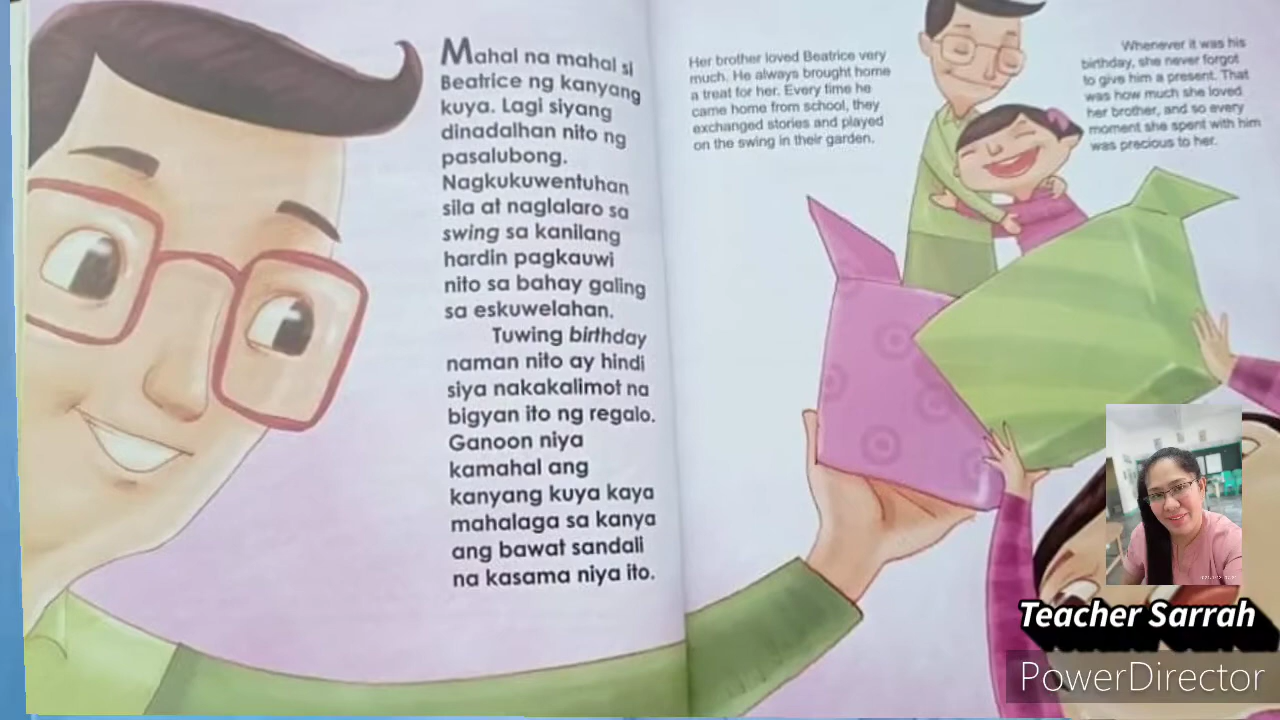 Mahal na mahal si
Beatrice ng kanyang
kuya. Lagi siyang
dinadalhan nito ng
pasalubong.
Nagkukuwentuhan
sila at naglalaro sa
swing sa kanilang
hardin pagkauwi
nito sa bahay galing
sa eskuwelahan.
Tuwing birthday
naman nito ay hindi
siya nakakalimot na
bigyan ito ng regalo.
Ganoon niya
kamahal ang
kanyang kuya kaya
mahalaga sa kanya
ang bawat sandali
na kasama niya ito.
Her brother loved Beatrice very
much. He always brought home
a treat for her. Every time he
came home from school, they
exchanged stories and played
on the swing in their garden.
Whenever it was his
birthday, she never forgot
to give him a present. That
was how much she loved
her brother, and so every
moment she spent with him
was precious to her.
Teacher Sarrah
PowerDirector